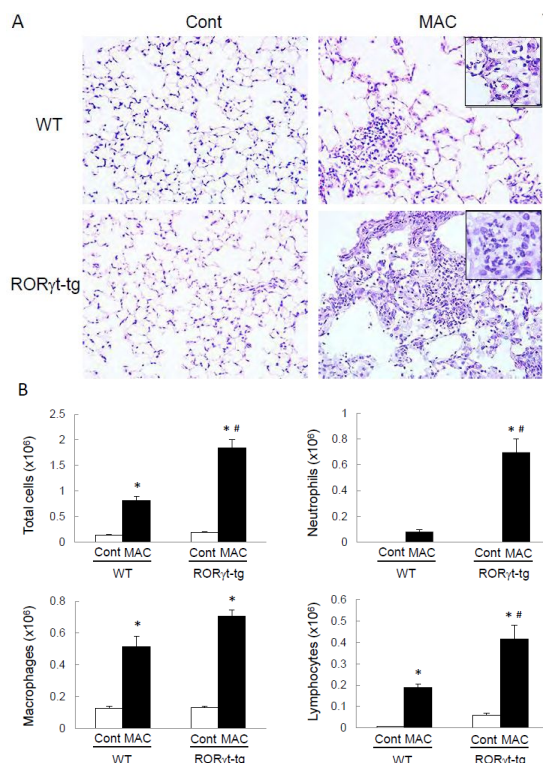 A
Cont
MAC
WT
RORγt-tg
B
Total cells (x10⁶)
2.5
2
1.5
1
0.5
0
*
* #
Cont MAC
Cont MAC
WT
RORγt-tg
Neutrophils (x10⁶)
1
0.8
0.6
0.4
0.2
0
* #
Cont MAC
Cont MAC
WT
RORγt-tg
Macrophages (x10⁶)
0.8
0.6
0.4
0.2
0
*
*
Cont MAC
Cont MAC
WT
RORγt-tg
Lymphocytes (x10⁶)
0.6
0.5
0.4
0.3
0.2
0.1
0
*
* #
Cont MAC
Cont MAC
WT
RORγt-tg